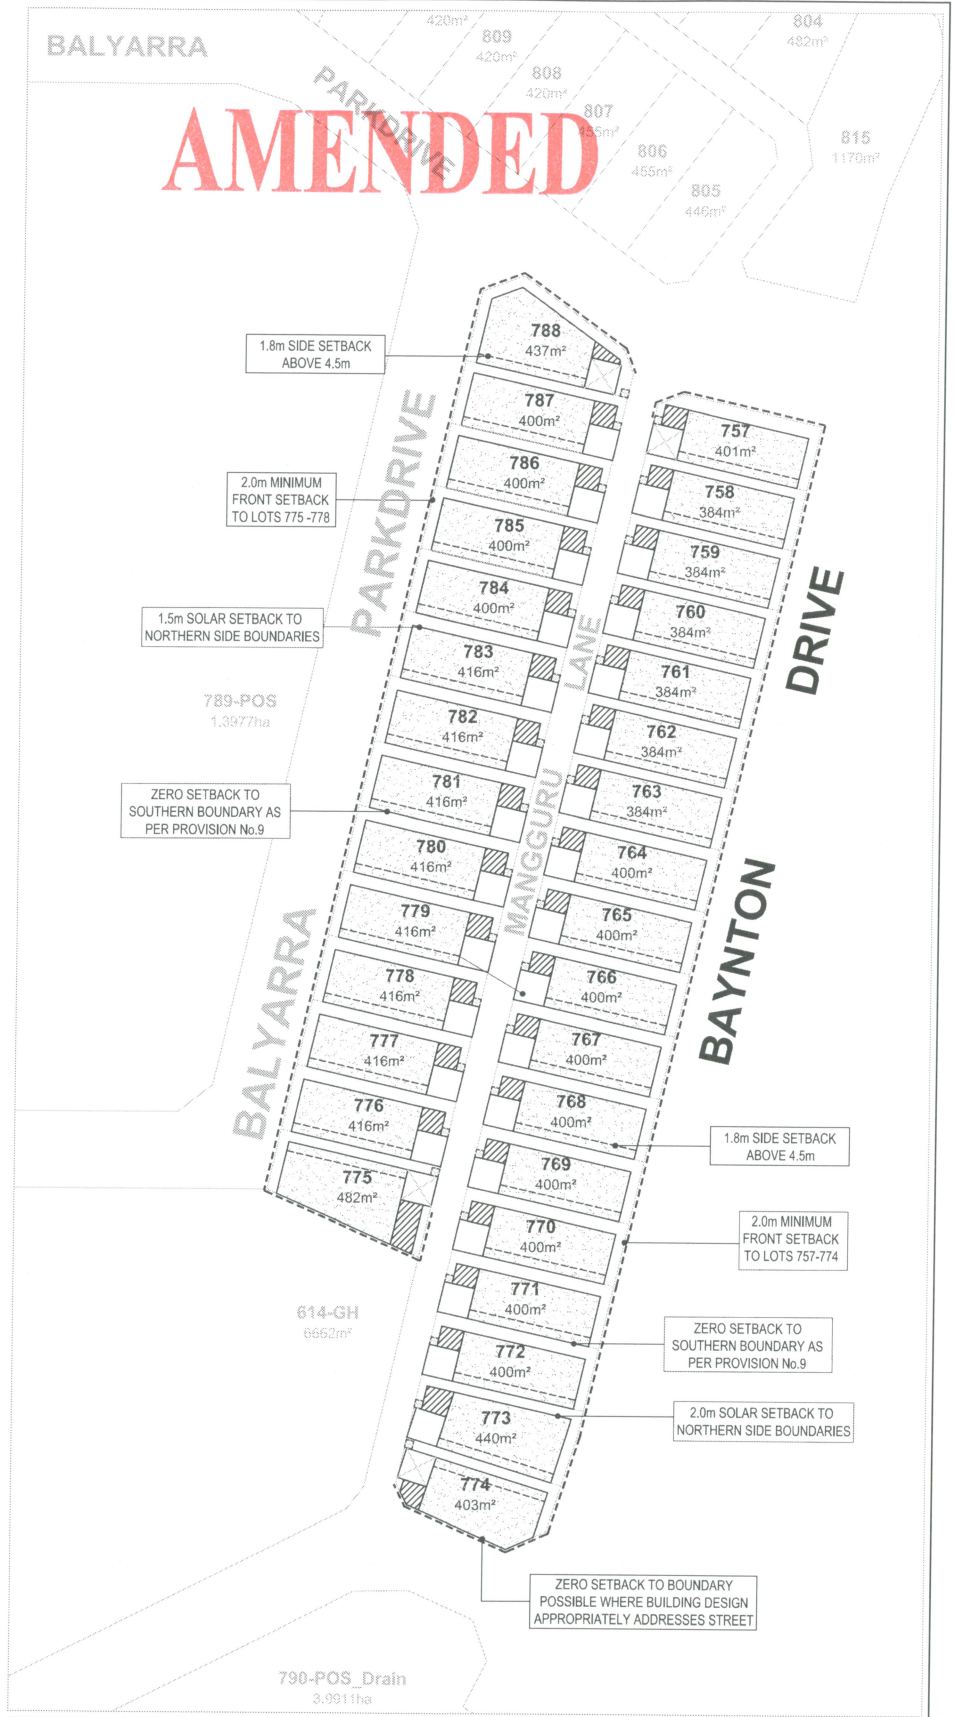 BALYARRA
PARKDRIVE
420m²
809
420m²
808
420m²
807
455m²
806
455m²
805
446m²
804
482m²
815
1170m²
AMENDED
788
437m²
1.8m SIDE SETBACK
ABOVE 4.5m
787
400m²
786
400m²
2.0m MINIMUM
FRONT SETBACK
TO LOTS 775 -778
785
400m²
784
400m²
1.5m SOLAR SETBACK TO
NORTHERN SIDE BOUNDARIES
783
416m²
789-POS
1.3977ha
782
416m²
781
416m²
ZERO SETBACK TO
SOUTHERN BOUNDARY AS
PER PROVISION No.9
780
416m²
779
416m²
778
416m²
777
416m²
776
416m²
775
482m²
BALYARRA
PARKDRIVE
MANGGURU
LANE
757
401m²
758
384m²
759
384m²
760
384m²
761
384m²
762
384m²
763
384m²
764
400m²
765
400m²
766
400m²
767
400m²
768
400m²
769
400m²
770
400m²
771
400m²
772
400m²
773
440m²
774
403m²
BAYNTON
DRIVE
1.8m SIDE SETBACK
ABOVE 4.5m
2.0m MINIMUM
FRONT SETBACK
TO LOTS 757-774
ZERO SETBACK TO
SOUTHERN BOUNDARY AS
PER PROVISION No.9
2.0m SOLAR SETBACK TO
NORTHERN SIDE BOUNDARIES
614-GH
6662m²
ZERO SETBACK TO BOUNDARY
POSSIBLE WHERE BUILDING DESIGN
APPROPRIATELY ADDRESSES STREET
790-POS_Drain
3.9911ha